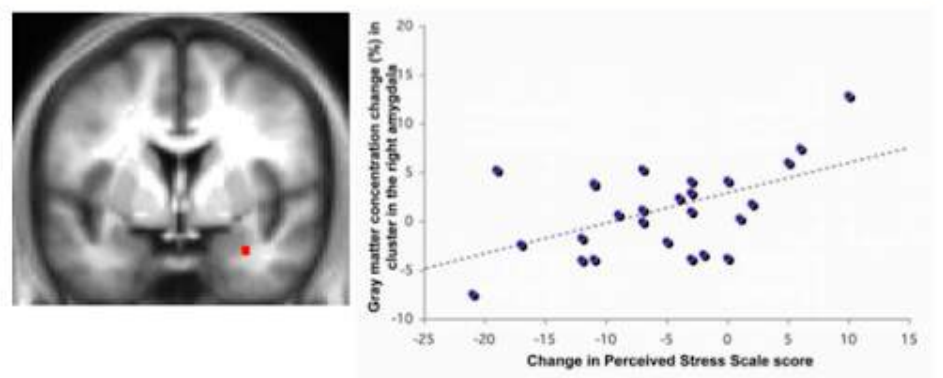 Gray matter concentration change (%) in
cluster in the right amygdala
20
15
10
5
0
-5
-10
-25 -20 -15 -10 -5 0 5 10 15
Change in Perceived Stress Scale score